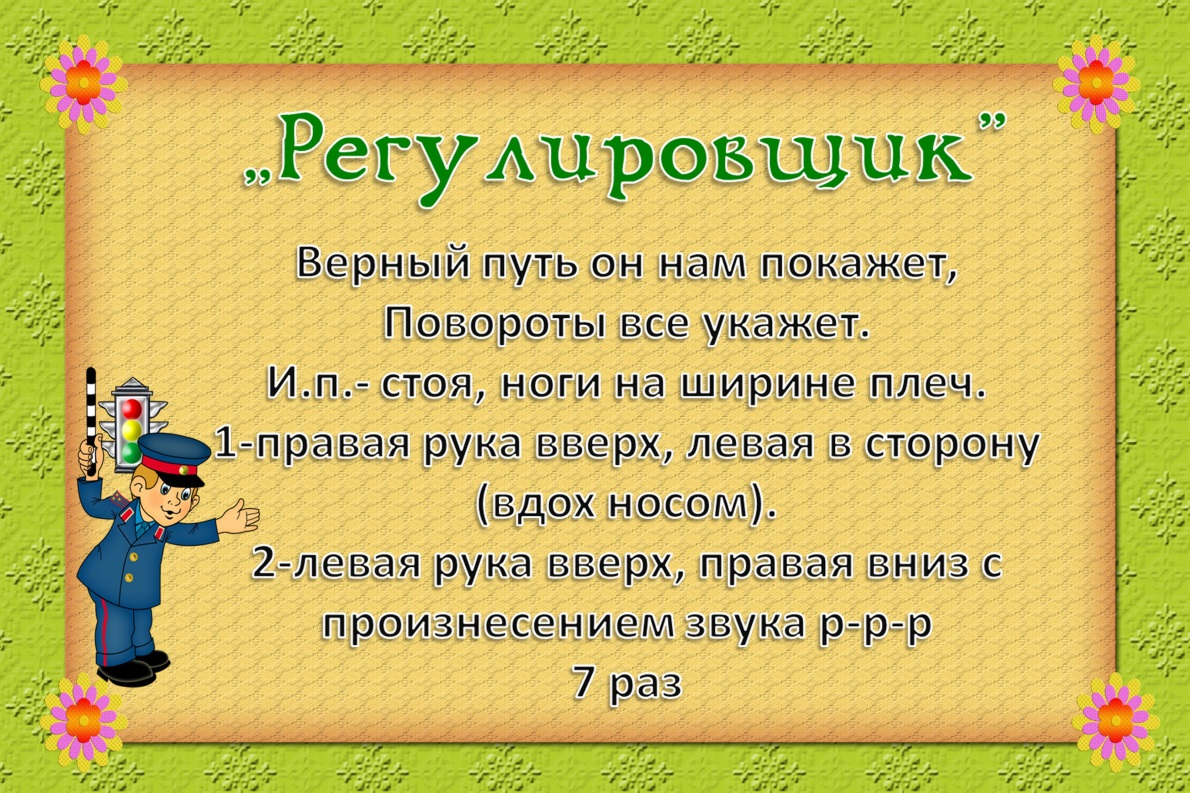 „Регулировщик”
Верный путь он нам покажет,
Повороты все укажет.
И.п.- стоя, ноги на ширине плеч.
1-правая рука вверх, левая в сторону
(вдох носом).
2-левая рука вверх, правая вниз с
произнесением звука р-р-р
7 раз